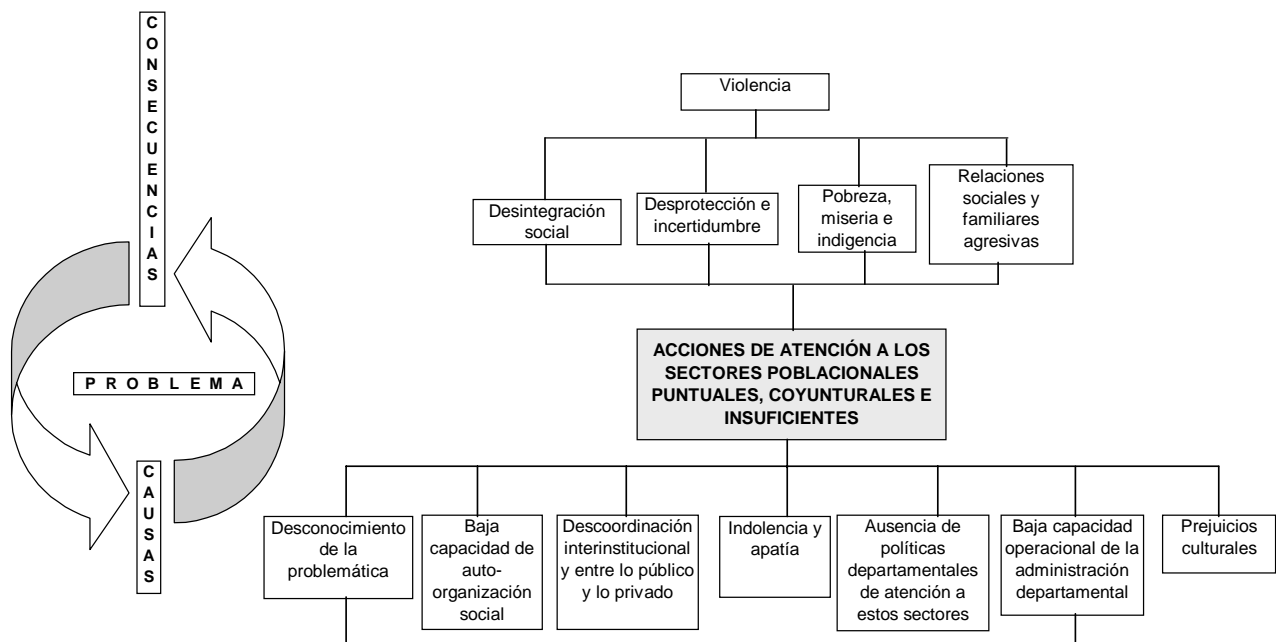 CONSECUENCIAS
Violencia
Desintegración
social
Desprotección e
incertidumbre
Pobreza,
miseria e
indigencia
Relaciones
sociales y
familiares
agresivas
PROBLEMA
ACCIONES DE ATENCIÓN A LOS
SECTORES POBLACIONALES
PUNTUALES, COYUNTURALES E
INSUFICIENTES
CAUSAS
Desconocimiento
de la
problemática
Baja
capacidad de
auto-
organización
social
Descoordinación
interinstitucional
y entre lo público
y lo privado
Indolencia y
apatía
Ausencia de
políticas
departamentales
de atención a
estos sectores
Baja capacidad
operacional de la
administración
departamental
Prejuicios
culturales